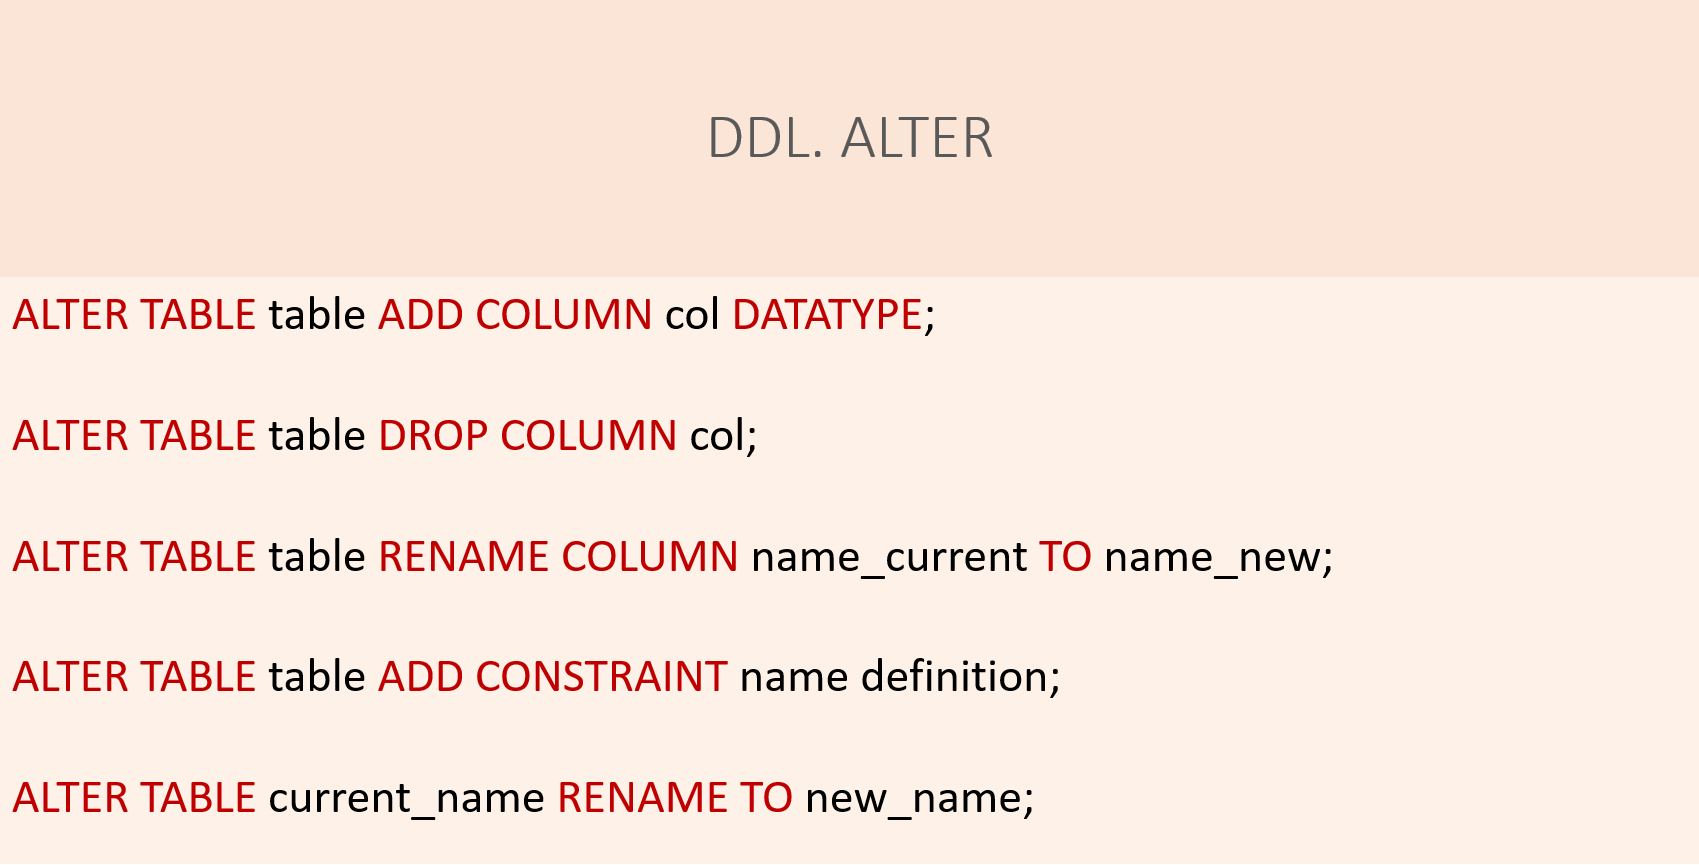 DDL. ALTER
ALTER TABLE table ADD COLUMN col DATATYPE;
ALTER TABLE table DROP COLUMN col;
ALTER TABLE table RENAME COLUMN name_current TO name_new;
ALTER TABLE table ADD CONSTRAINT name definition;
ALTER TABLE current_name RENAME TO new_name;